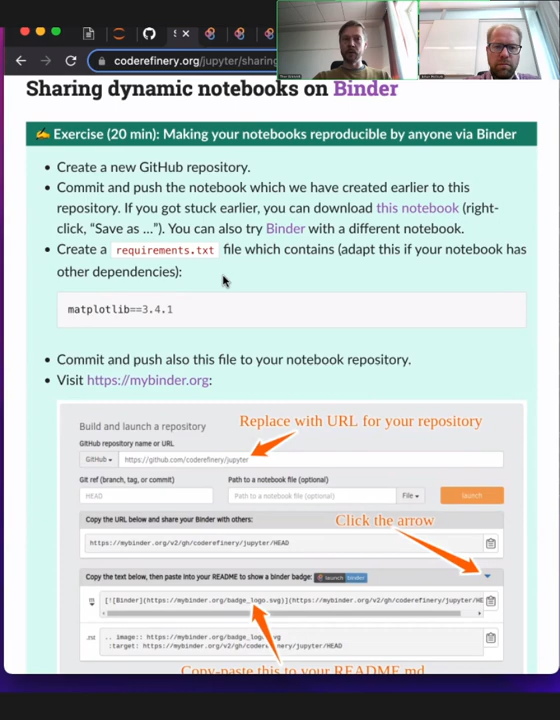 coderefinery.org/jupyter/sharing
Sharing dynamic notebooks on Binder
✍ Exercise (20 min): Making your notebooks reproducible by anyone via Binder
• Create a new GitHub repository.
• Commit and push the notebook which we have created earlier to this
repository. If you got stuck earlier, you can download this notebook (right-
click, “Save as ...”). You can also try Binder with a different notebook.
• Create a requirements.txt file which contains (adapt this if your notebook has
other dependencies):
matplotlib==3.4.1
• Commit and push also this file to your notebook repository.
• Visit https://mybinder.org:
Build and launch a repository
Replace with URL for your repository
GitHub repository name or URL
GitHub
https://github.com/coderefinery/jupyter
Git ref (branch, tag, or commit)
Path to a notebook file (optional)
HEAD
Path to a notebook file (optional)
File
launch
Copy the URL below and share your Binder with others:
Click the arrow
https://mybinder.org/v2/gh/coderefinery/jupyter/HEAD
Copy the text below, then paste into your README to show a binder badge: launch binder
[![Binder](https://mybinder.org/badge_logo.svg)](https://mybinder.org/v2/gh/coderefinery/jupyter/HE
.rst
.. image:: https://mybinder.org/badge_logo.svg
:target: https://mybinder.org/v2/gh/coderefinery/jupyter/HEAD
Copy-paste this to your README.md